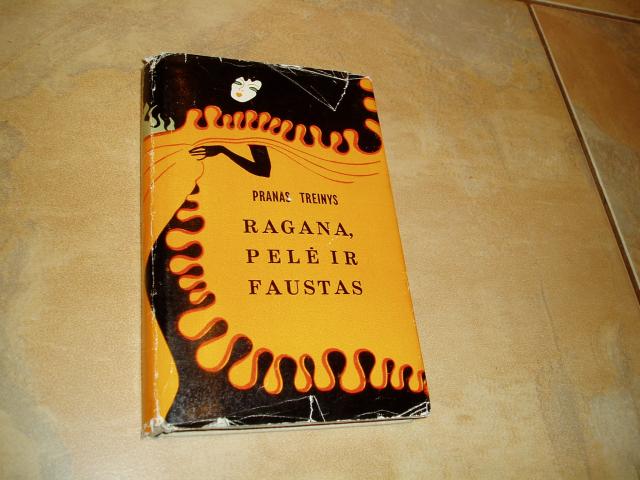 PRANAS TREINYS
RAGANA,
PELĖ IR
FAUSTAS